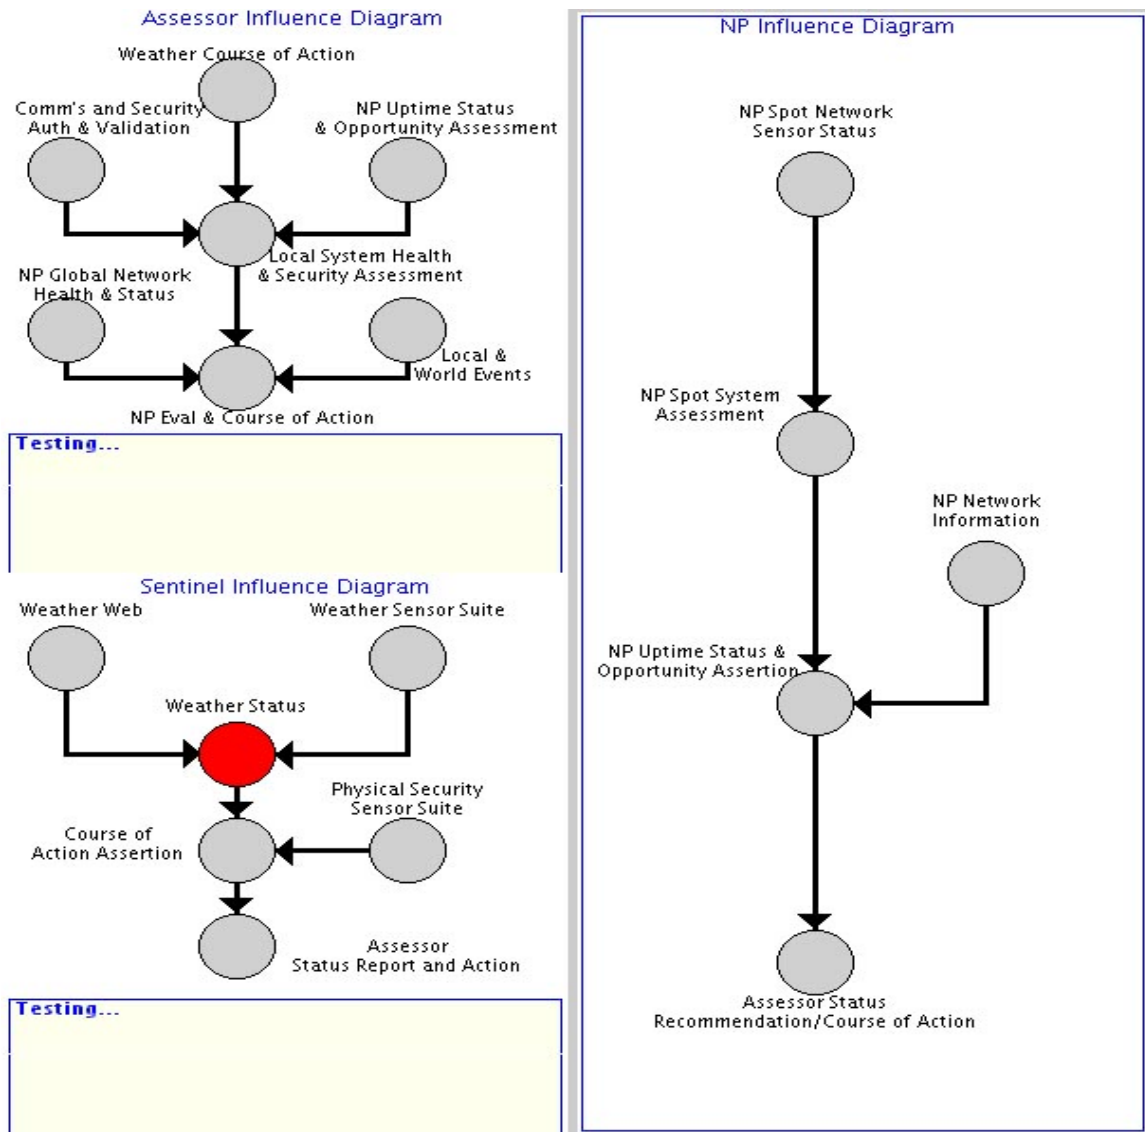 Assessor Influence Diagram
Weather Course of Action
Comm's and Security
Auth & Validation
NP Uptime Status
& Opportunity Assessment
Local System Health
& Security Assessment
NP Global Network
Health & Status
Local &
World Events
NP Eval & Course of Action
Testing...
Sentinel Influence Diagram
Weather Web
Weather Sensor Suite
Weather Status
Physical Security
Sensor Suite
Course of
Action Assertion
Assessor
Status Report and Action
Testing...
NP Influence Diagram
NP Spot Network
Sensor Status
NP Spot System
Assessment
NP Network
Information
NP Uptime Status &
Opportunity Assertion
Assessor Status
Recommendation/Course of Action